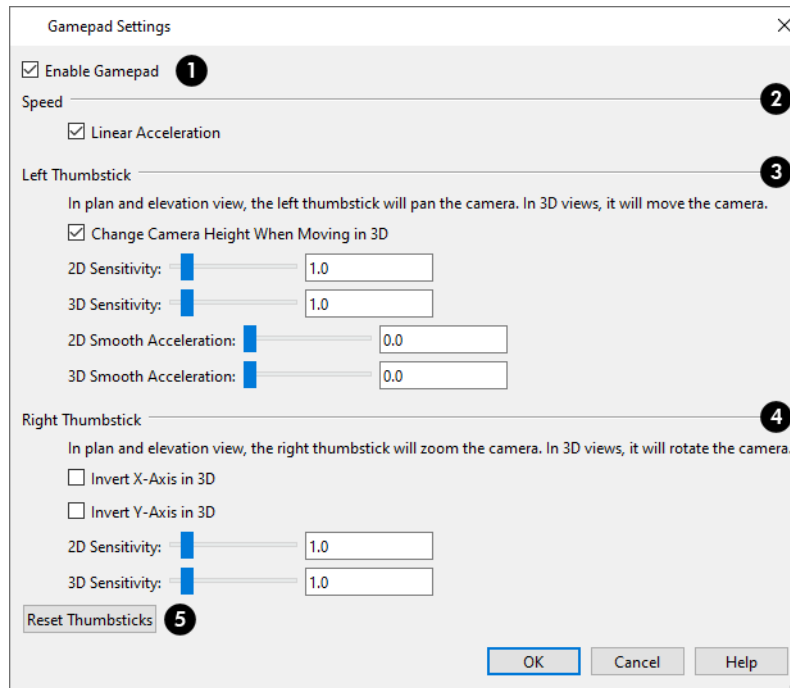 Gamepad Settings
Enable Gamepad 1
Speed 2
Linear Acceleration
Left Thumbstick 3
In plan and elevation view, the left thumbstick will pan the camera. In 3D views, it will move the camera.
Change Camera Height When Moving in 3D
2D Sensitivity: 1.0
3D Sensitivity: 1.0
2D Smooth Acceleration: 0.0
3D Smooth Acceleration: 0.0
Right Thumbstick 4
In plan and elevation view, the right thumbstick will zoom the camera. In 3D views, it will rotate the camera.
Invert X-Axis in 3D
Invert Y-Axis in 3D
2D Sensitivity: 1.0
3D Sensitivity: 1.0
Reset Thumbsticks 5
OK Cancel Help